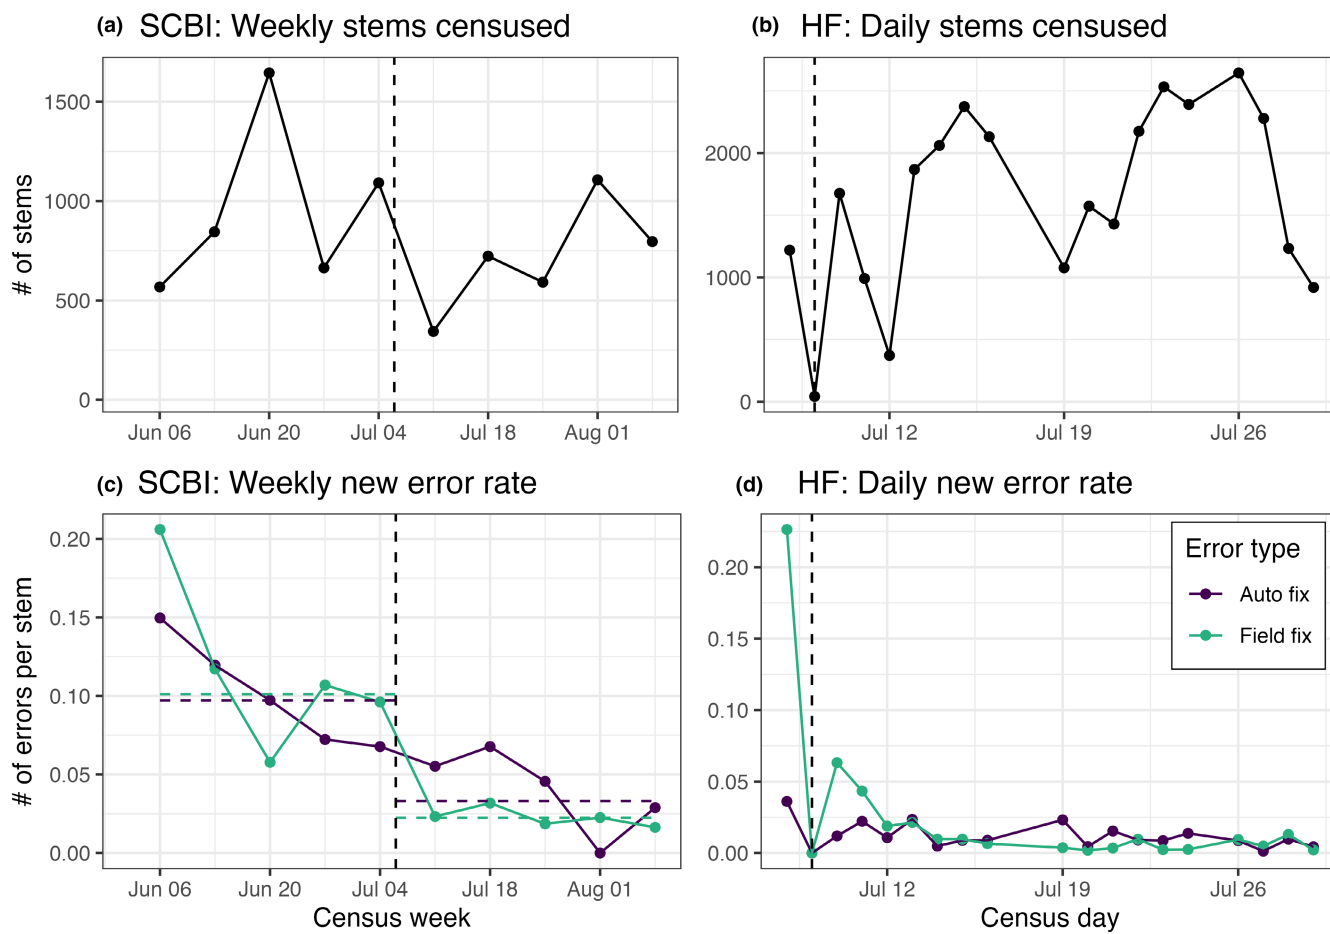 (a) SCBI: Weekly stems censused
(b) HF: Daily stems censused
# of stems
1500
1000
500
0
Jun 06 Jun 20 Jul 04 Jul 18 Aug 01
2000
1000
0
Jul 12 Jul 19 Jul 26
(c) SCBI: Weekly new error rate
(d) HF: Daily new error rate
# of errors per stem
0.20
0.15
0.10
0.05
0.00
Jun 06 Jun 20 Jul 04 Jul 18 Aug 01
Census week
0.20
0.15
0.10
0.05
0.00
Error type
Auto fix
Field fix
Jul 12 Jul 19 Jul 26
Census day